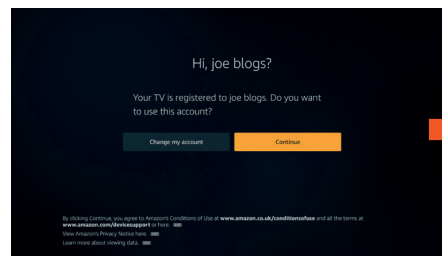 Hi, joe blogs?
Your TV is registered to joe blogs. Do you want
to use this account?
Change my account
Continue
By clicking Continue, you agree to Amazon's Conditions of Use at www.amazon.co.uk/conditionsofuse and all the terms at
www.amazon.com/devicesupport or here.
View Amazon's Privacy Notice here.
Learn more about viewing data.